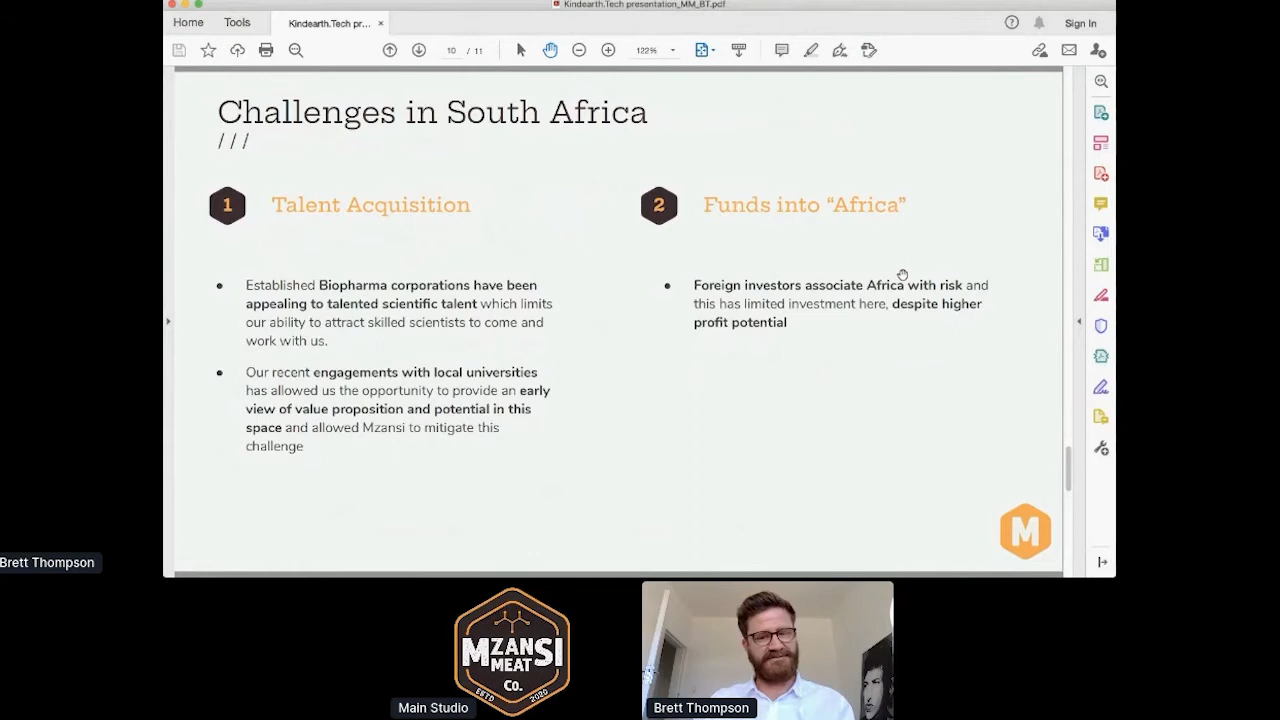 Kindearth.Tech presentation_MM_BT.pdf
Home
Tools
Kindearth.Tech pr...
Sign In
10 / 11
122%
Challenges in South Africa
///
1
Talent Acquisition
Established Biopharma corporations have been
appealing to talented scientific talent which limits
our ability to attract skilled scientists to come and
work with us.
Our recent engagements with local universities
has allowed us the opportunity to provide an early
view of value proposition and potential in this
space and allowed Mzansi to mitigate this
challenge
2
Funds into “Africa”
Foreign investors associate Africa with risk and
this has limited investment here, despite higher
profit potential
M
Brett Thompson
MZANSI
MEAT
Co.
ESTD 2020
Main Studio
Brett Thompson